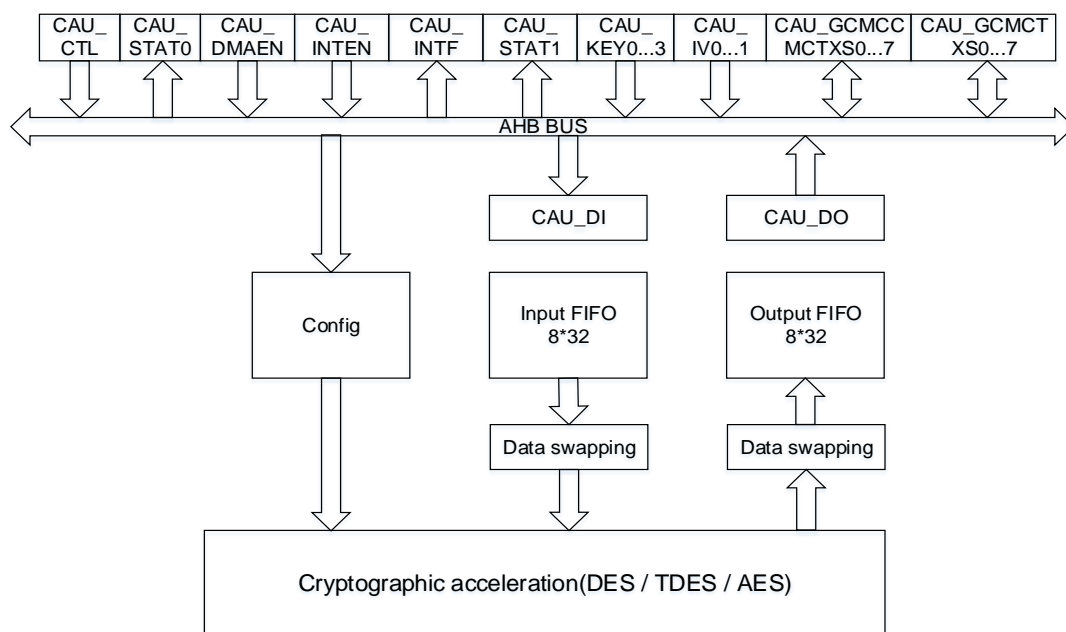 CAU_ CTL
CAU_ STAT0
CAU_ DMAEN
CAU_ INTEN
CAU_ INTF
CAU_ STAT1
CAU_ KEY0...3
CAU_ IV0...1
CAU_GCMCC MCTXS0...7
CAU_GCMCT XS0...7
AHB BUS
CAU_DI
CAU_DO
Config
Input FIFO
8*32
Output FIFO
8*32
Data swapping
Data swapping
Cryptographic acceleration(DES / TDES / AES)